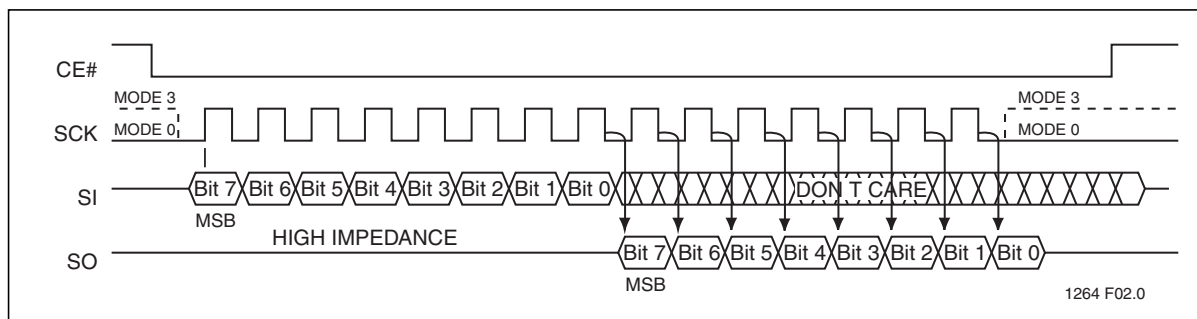 CE#
MODE 3
MODE 3
SCK
MODE 0
MODE 0
SI
Bit 7
Bit 6
Bit 5
Bit 4
Bit 3
Bit 2
Bit 1
Bit 0
DON T CARE
MSB
HIGH IMPEDANCE
SO
Bit 7
Bit 6
Bit 5
Bit 4
Bit 3
Bit 2
Bit 1
Bit 0
MSB
1264 F02.0